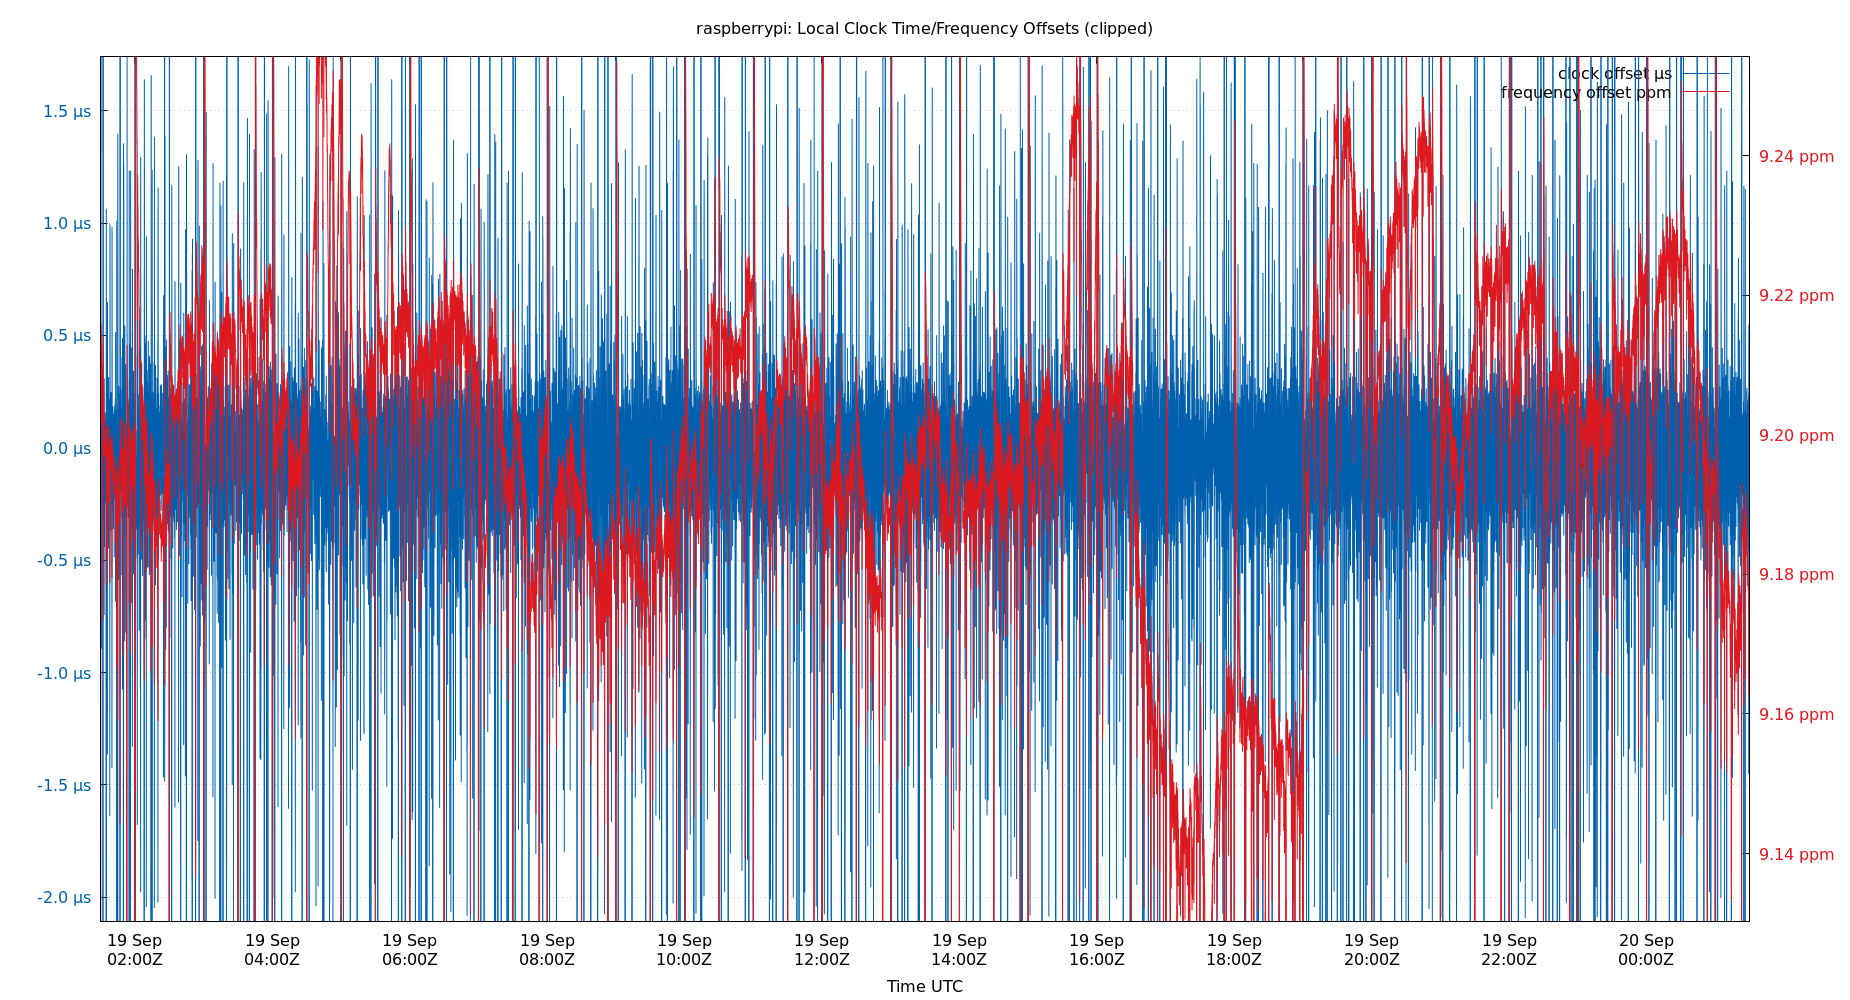 raspberrypi: Local Clock Time/Frequency Offsets (clipped)
clock offset µs
frequency offset ppm
1.5 µs
1.0 µs
0.5 µs
0.0 µs
-0.5 µs
-1.0 µs
-1.5 µs
-2.0 µs
9.24 ppm
9.22 ppm
9.20 ppm
9.18 ppm
9.16 ppm
9.14 ppm
19 Sep 19 Sep 19 Sep 19 Sep 19 Sep 19 Sep 19 Sep 19 Sep 19 Sep 19 Sep 19 Sep 20 Sep
02:00Z 04:00Z 06:00Z 08:00Z 10:00Z 12:00Z 14:00Z 16:00Z 18:00Z 20:00Z 22:00Z 00:00Z
Time UTC